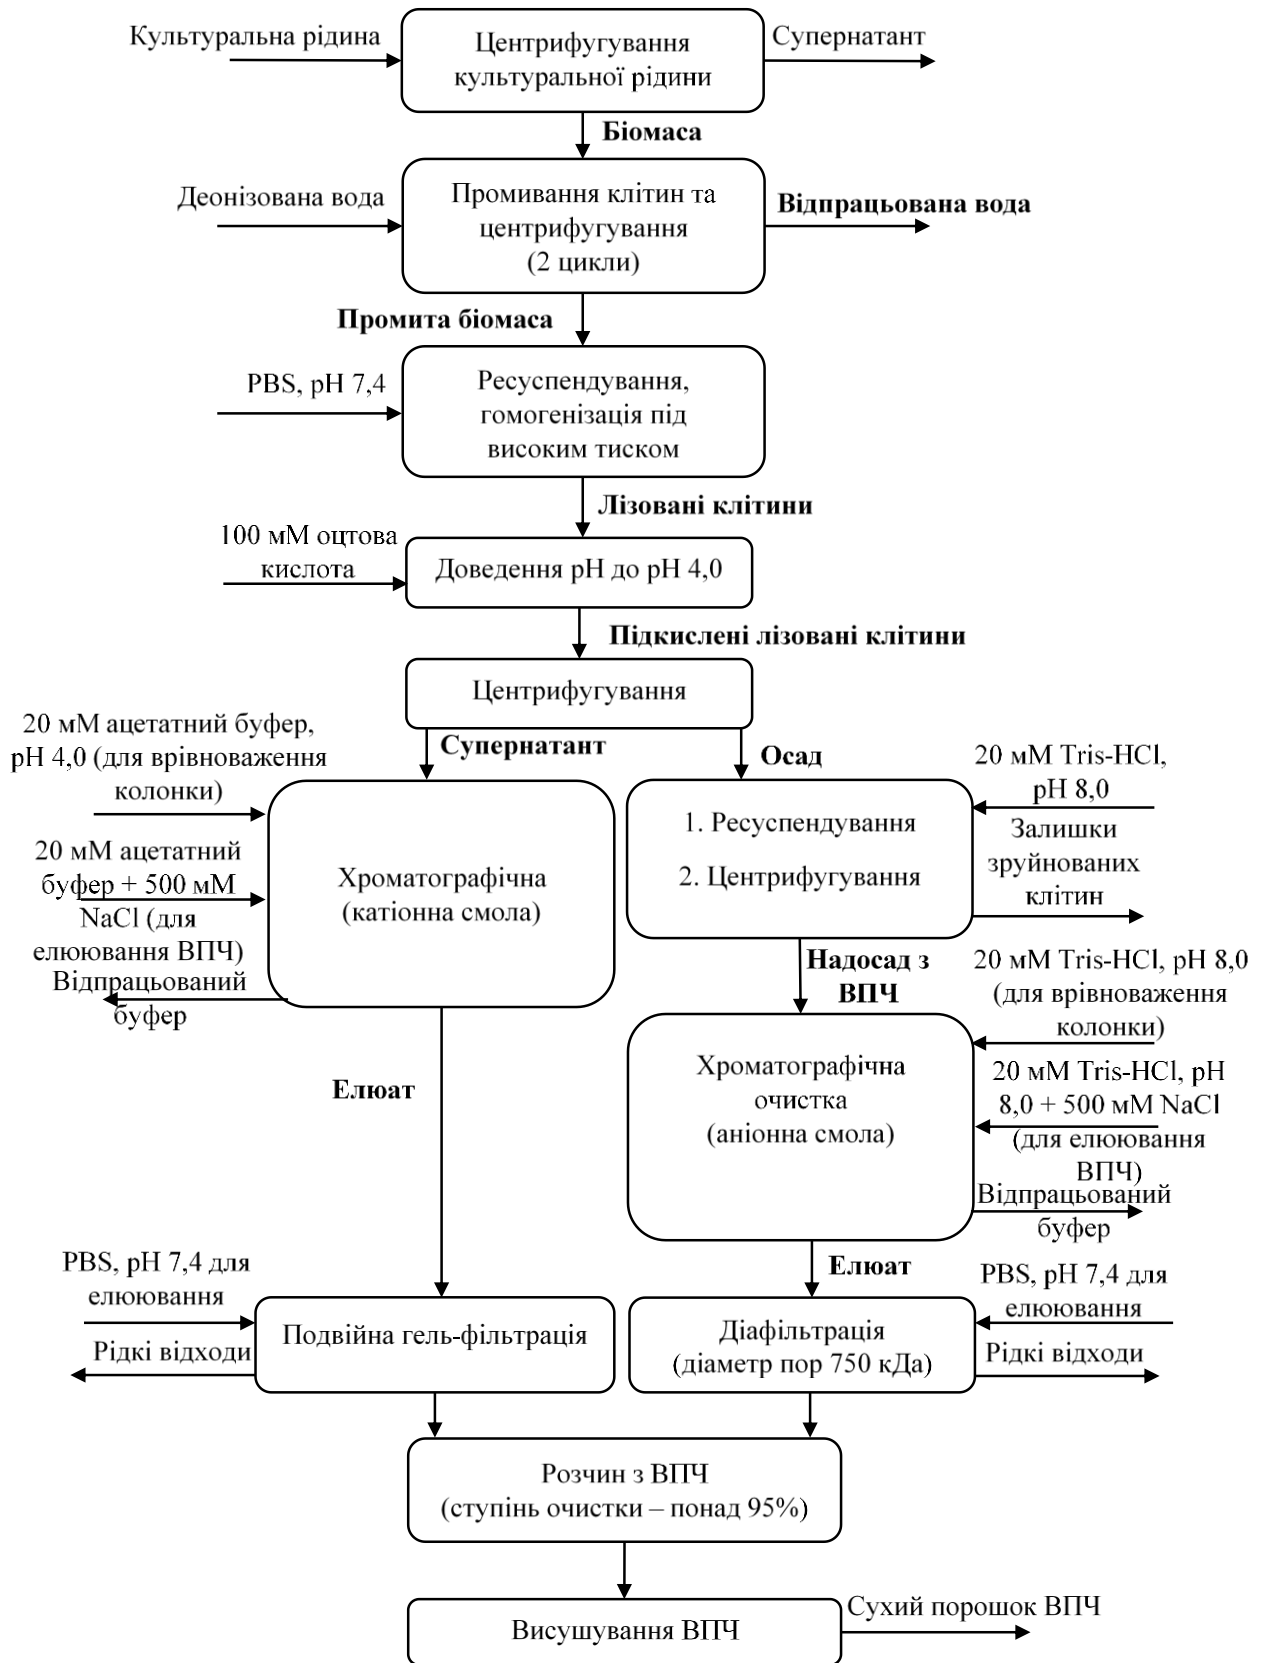 Культуральна рідина
Центрифугування
культуральної рідини
Супернатант
Біомаса
Деонізована вода
Промивання клітин та
центрифугування
(2 цикли)
Відпрацьована вода
Промита біомаса
PBS, pH 7,4
Ресуспендування,
гомогенізація під
високим тиском
Лізовані клітини
100 мМ оцтова
кислота
Доведення рН до рН 4,0
Підкислені лізовані клітини
Центрифугування
Супернатант
Осад
20 мМ ацетатний буфер,
рН 4,0 (для врівноваження
колонки)
20 мМ ацетатний
буфер + 500 мМ
NaCl (для
елюювання ВПЧ)
Відпрацьований
буфер
Хроматографічна
(катіонна смола)
1. Ресуспендування
2. Центрифугування
20 мМ Tris-HCl,
pH 8,0
Залишки
зруйнованих
клітин
Надосад з
ВПЧ
20 мМ Tris-HCl, pH 8,0
(для врівноваження
колонки)
Хроматографічна
очистка
(аніонна смола)
20 мМ Tris-HCl, pH
8,0 + 500 мМ NaCl
(для елюювання
ВПЧ)
Відпрацьований
буфер
Елюат
Елюат
PBS, pH 7,4 для
елюювання
Рідкі відходи
Подвійна гель-фільтрація
Діафільтрація
(діаметр пор 750 кДа)
PBS, pH 7,4 для
елюювання
Рідкі відходи
Розчин з ВПЧ
(ступінь очистки – понад 95%)
Висушування ВПЧ
Сухий порошок ВПЧ